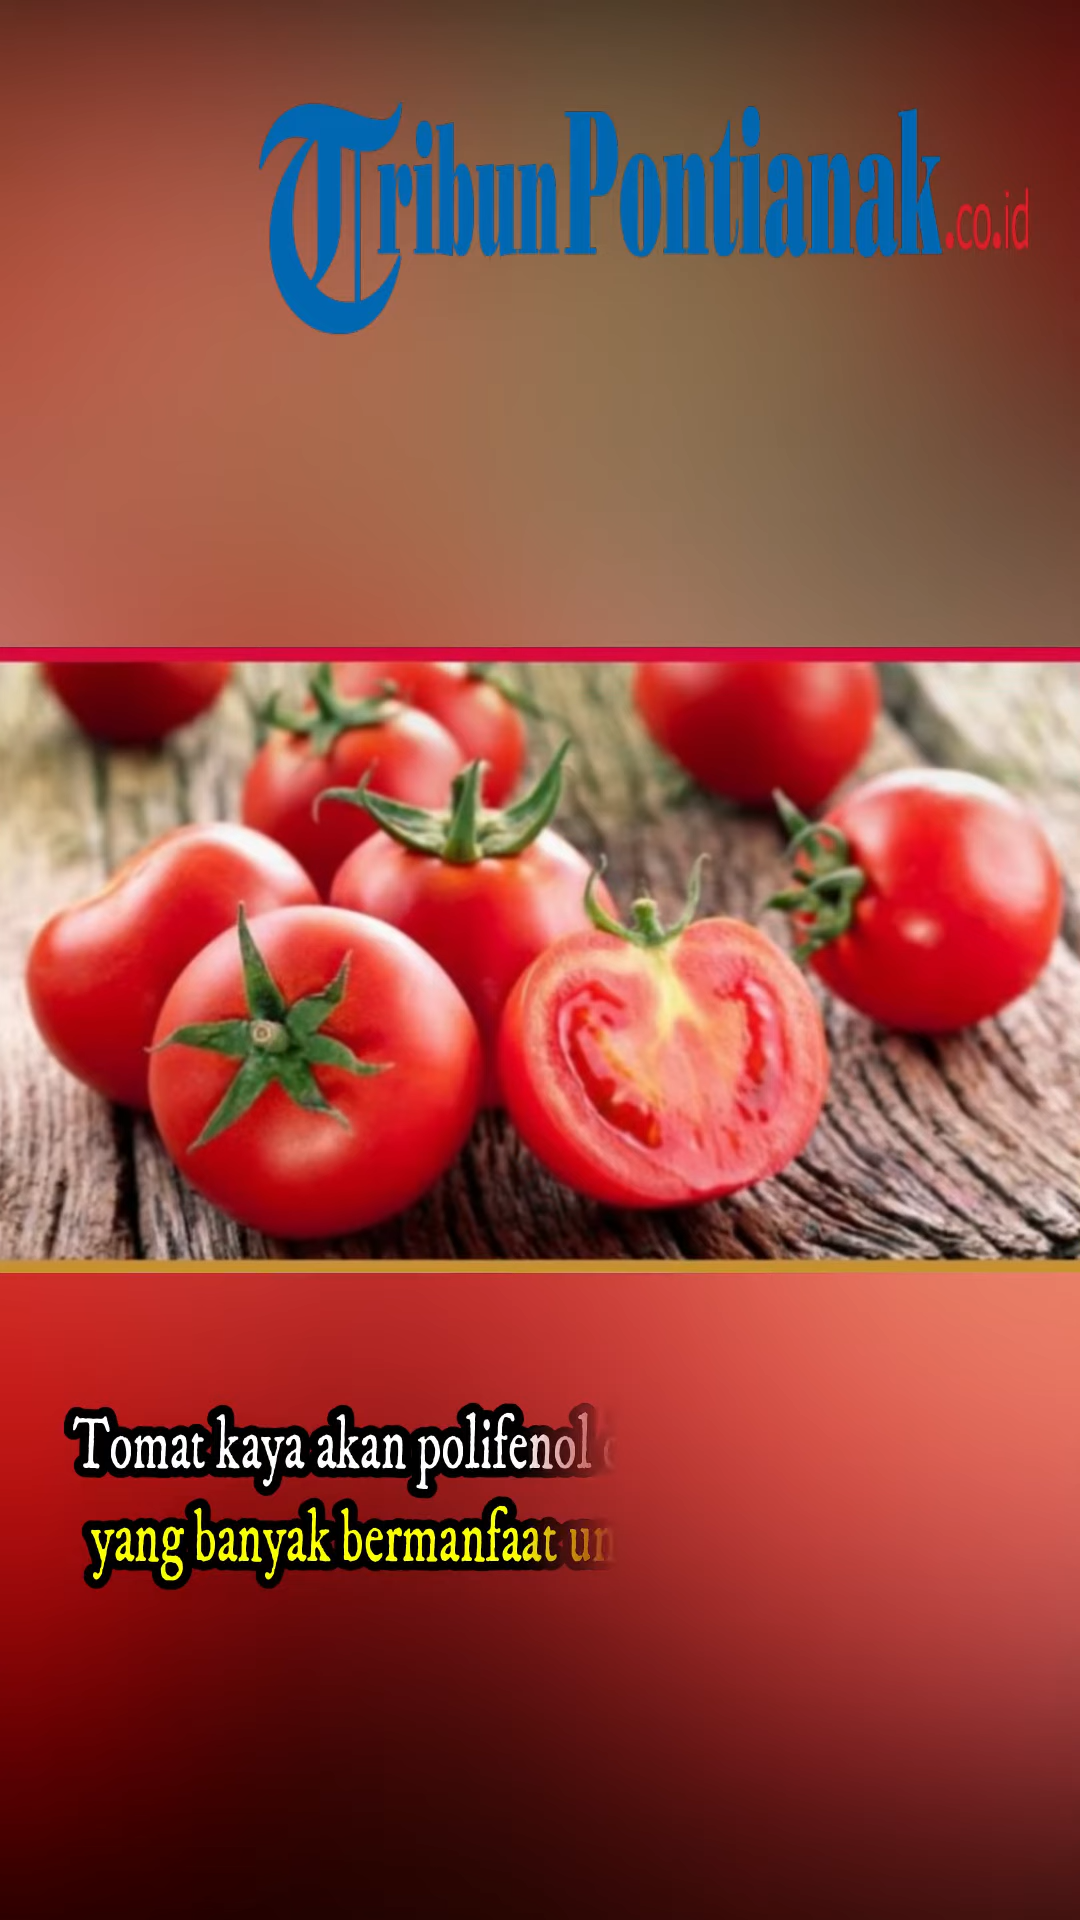 TribunPontianak.co.id
Tomat kaya akan polifenol
yang banyak bermanfaat